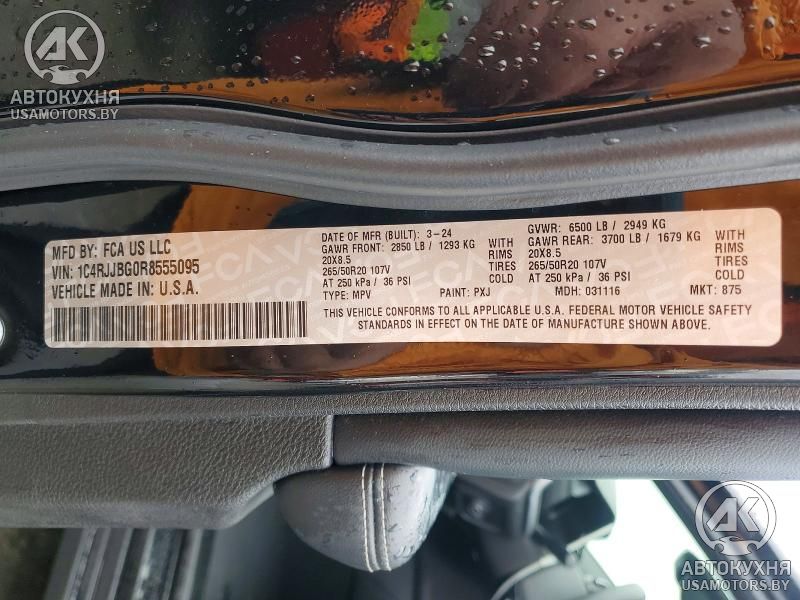 AK
АВТОКУХНЯ
USAMOTORS.BY
MFD BY: FCA US LLC
VIN: 1C4RJJBG0R8555095
VEHICLE MADE IN: U.S.A.
DATE OF MFR (BUILT): 3-24
GAWR FRONT: 2850 LB / 1293 KG WITH
20X8.5 RIMS
265/50R20 107V TIRES
AT 250 kPa / 36 PSI
TYPE: MPV PAINT: PXJ
GVWR: 6500 LB / 2949 KG
GAWR REAR: 3700 LB / 1679 KG WITH
20X8.5 RIMS
265/50R20 107V TIRES
AT 250 kPa / 36 PSI
MDH: 031116 MKT: 875
THIS VEHICLE CONFORMS TO ALL APPLICABLE U.S.A. FEDERAL MOTOR VEHICLE SAFETY
STANDARDS IN EFFECT ON THE DATE OF MANUFACTURE SHOWN ABOVE.
AK
АВТОКУХНЯ
USAMOTORS.BY